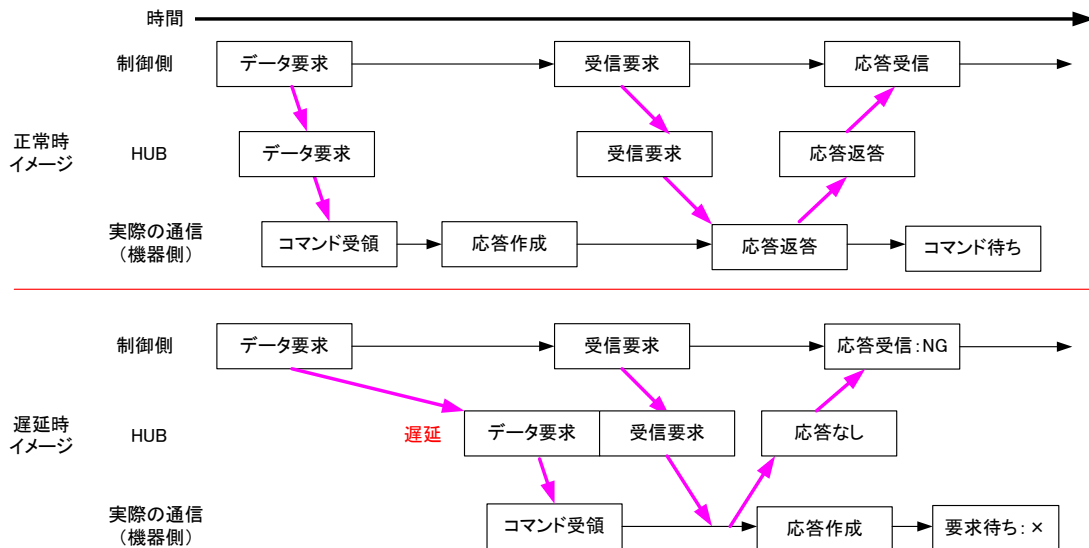 時間
制御側
データ要求
受信要求
応答受信
正常時
イメージ
HUB
データ要求
受信要求
応答返答
実際の通信
(機器側)
コマンド受領
応答作成
応答返答
コマンド待ち
制御側
データ要求
受信要求
応答受信:NG
遅延時
イメージ
HUB
遅延
データ要求
受信要求
応答なし
実際の通信
(機器側)
コマンド受領
応答作成
要求待ち:×